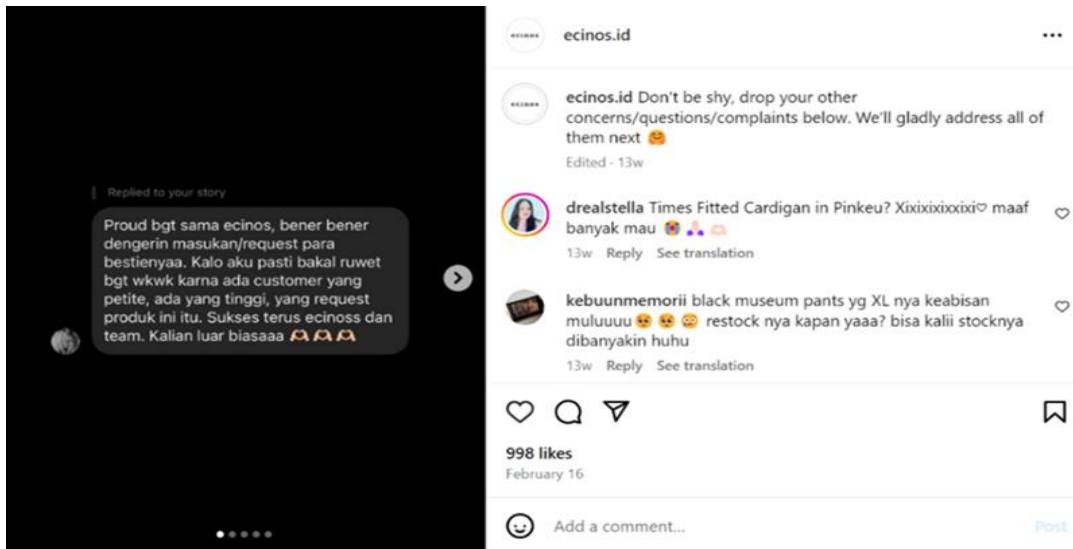 Replied to your story
Proud bgt sama ecinos, bener bener
dengerin masukan/request para
bestienyaa. Kalo aku pasti bakal ruwet
bgt wkwk karna ada customer yang
petite, ada yang tinggi, yang request
produk ini itu. Sukses terus ecinoss dan
team. Kalian luar biasaaa 🫶🏻 🫶🏻 🫶🏻
ecinos
ecinos.id
ecinos
ecinos.id Don't be shy, drop your other
concerns/questions/complaints below. We'll gladly address all of
them next 🤗
Edited · 13w
drealstella Times Fitted Cardigan in Pinkeu? Xixixixixxixi♡ maaf
banyak mau 😭 🙏🏻 🫶🏻
13w Reply See translation
kebuunmemorii black museum pants yg XL nya keabisan
muluuuu 🥺 🥺 😳 restock nya kapan yaaa? bisa kalii stocknya
dibanyakin huhu
13w Reply See translation
998 likes
February 16
Add a comment...
Post